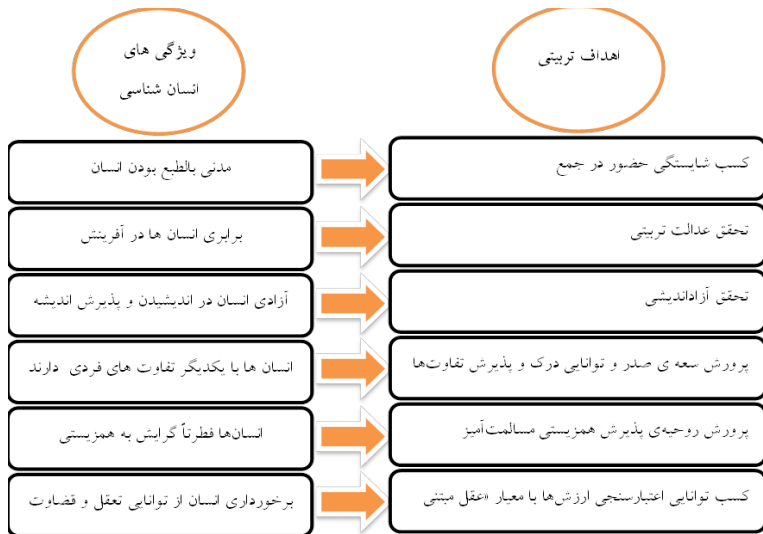 ویژگی های
انسان شناسی
اهداف تربیتی
مدنی بالطبع بودن انسان
کسب شایستگی حضور در جمع
برابری انسان ها در آفرینش
تحقق عدالت تربیتی
آزادی انسان در اندیشیدن و پذیرش اندیشه
تحقق آزاداندیشی
انسان ها با یکدیگر تفاوت های فردی دارند
پرورش سعه ی صدر و توانایی درک و پذیرش تفاوت‌ها
انسان‌ها فطرتاً گرایش به همزیستی
پرورش روحیه‌ی پذیرش همزیستی مسالمت‌آمیز
برخورداری انسان از توانایی تعقل و قضاوت
کسب توانایی اعتبارسنجی ارزش‌ها با معیار «عقل مبتنی